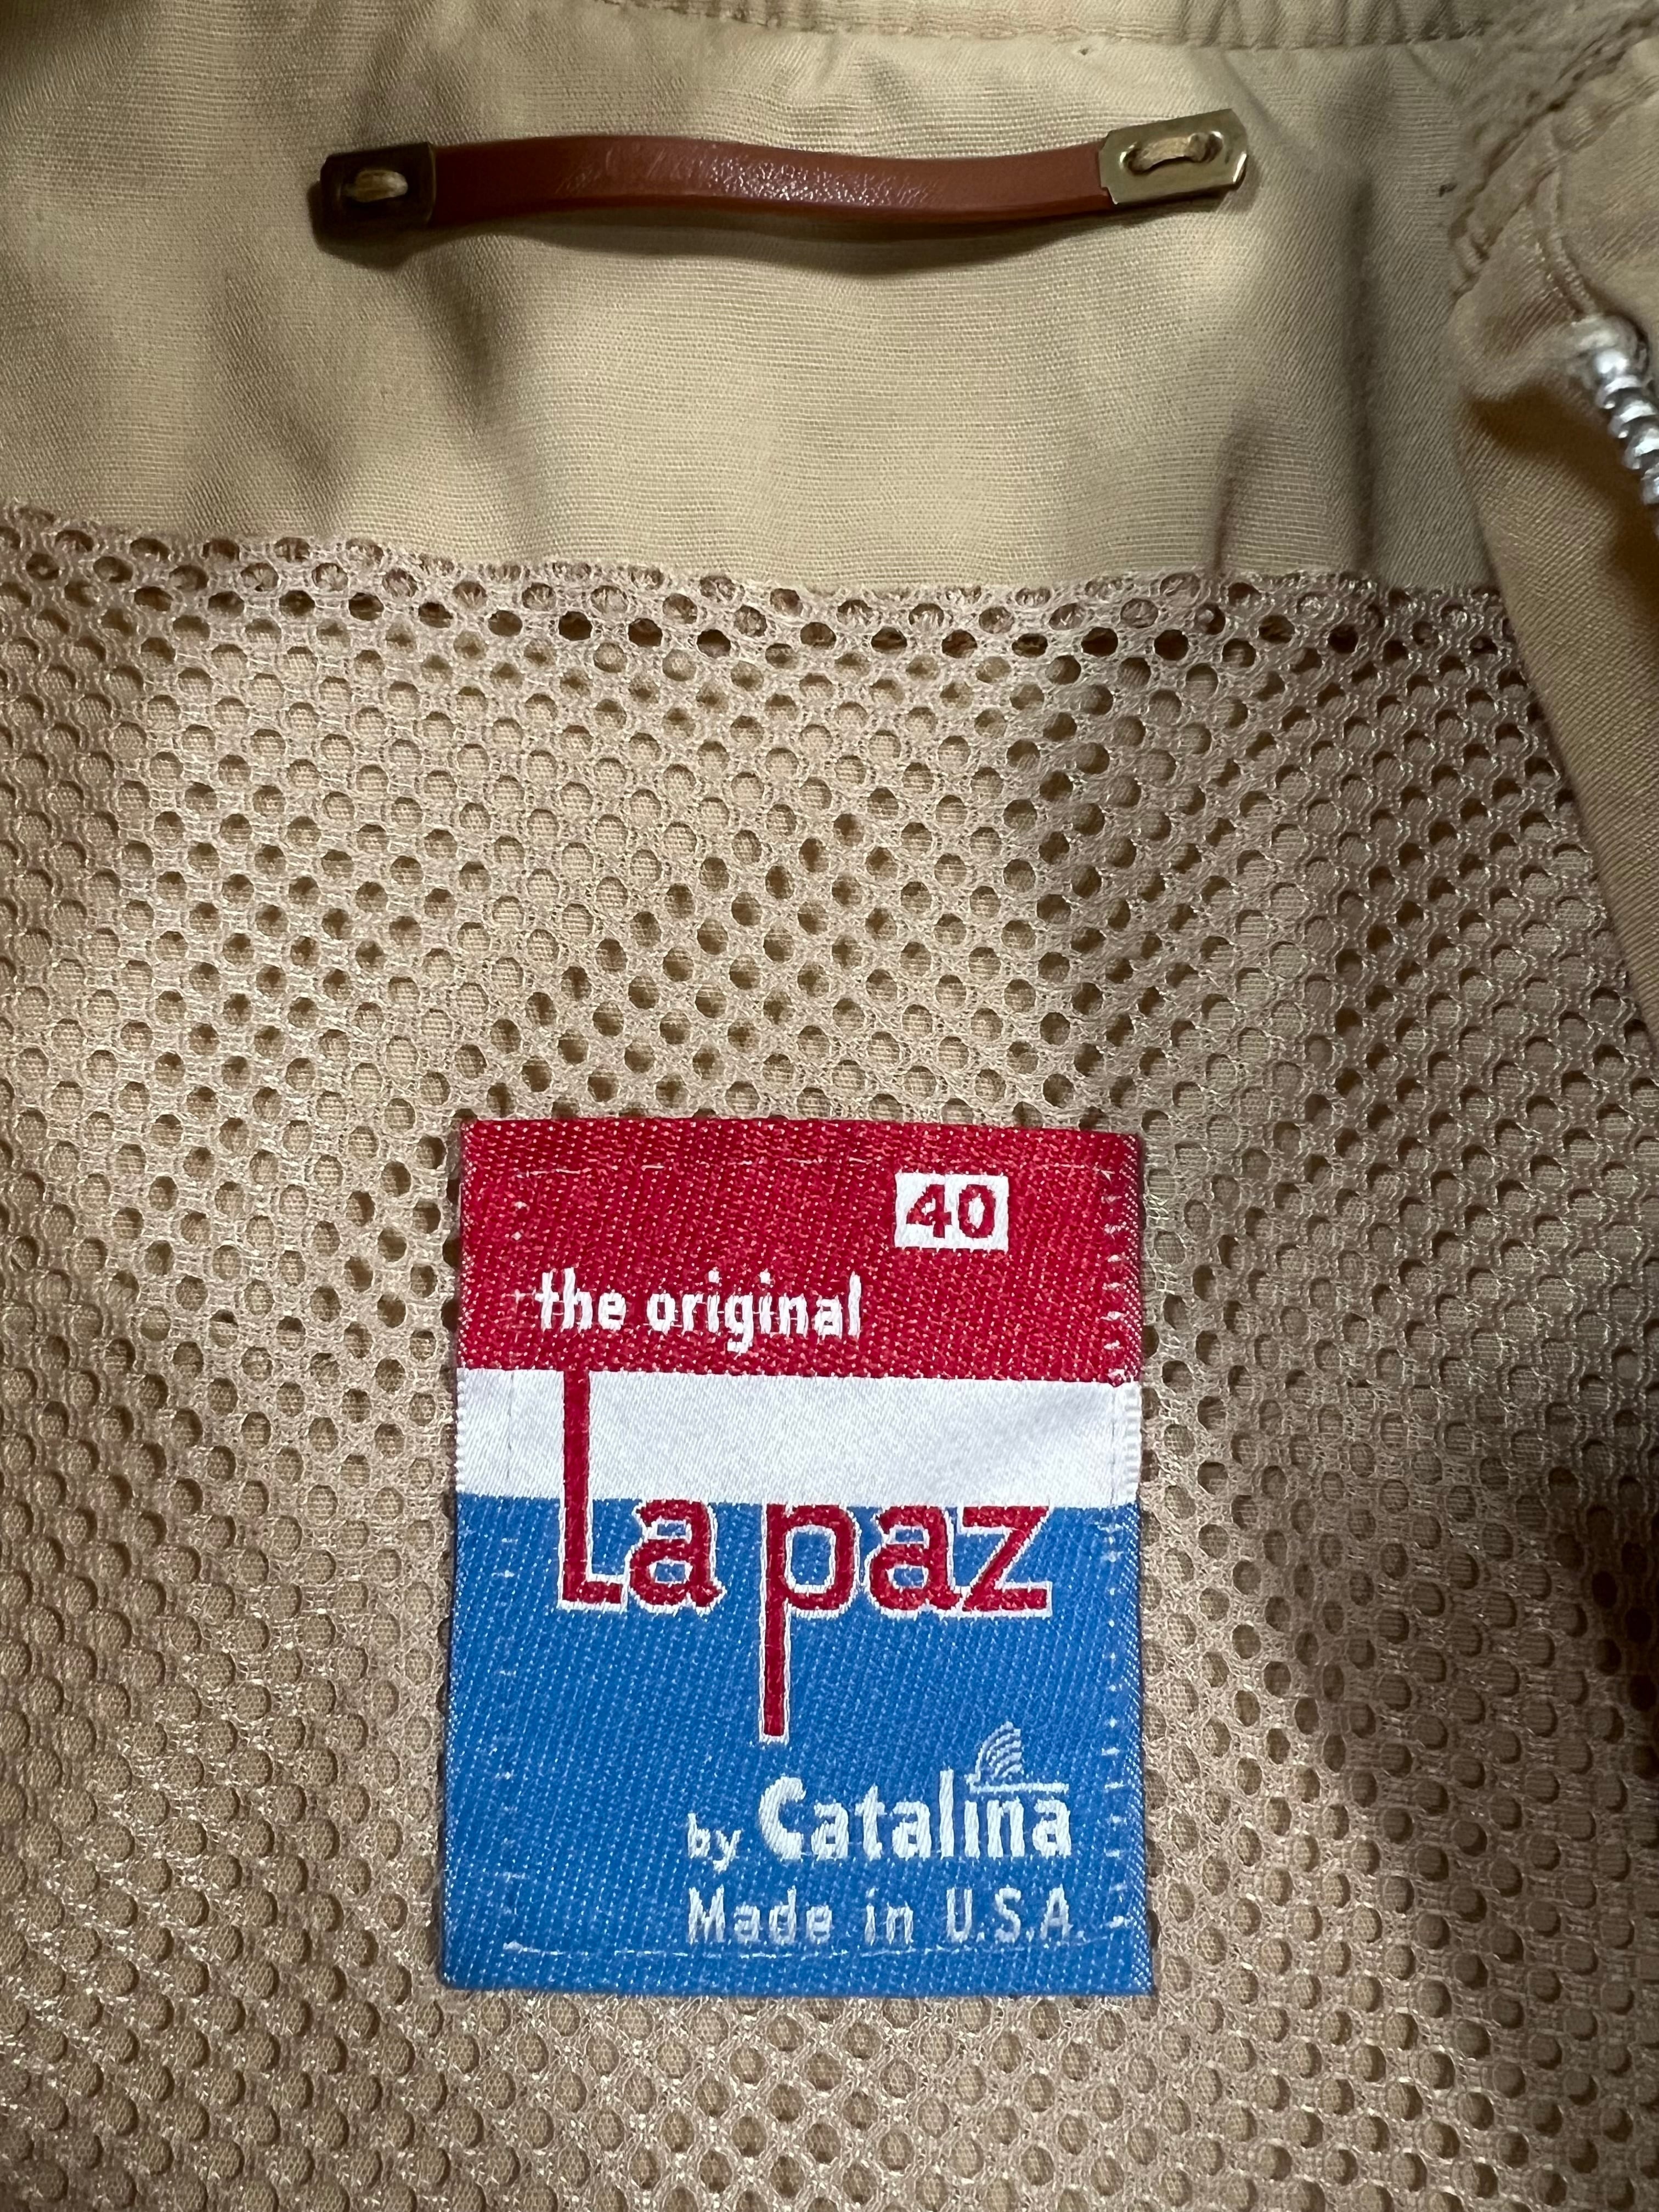 40
the original
La paz
by Catalina
Made in U.S.A.